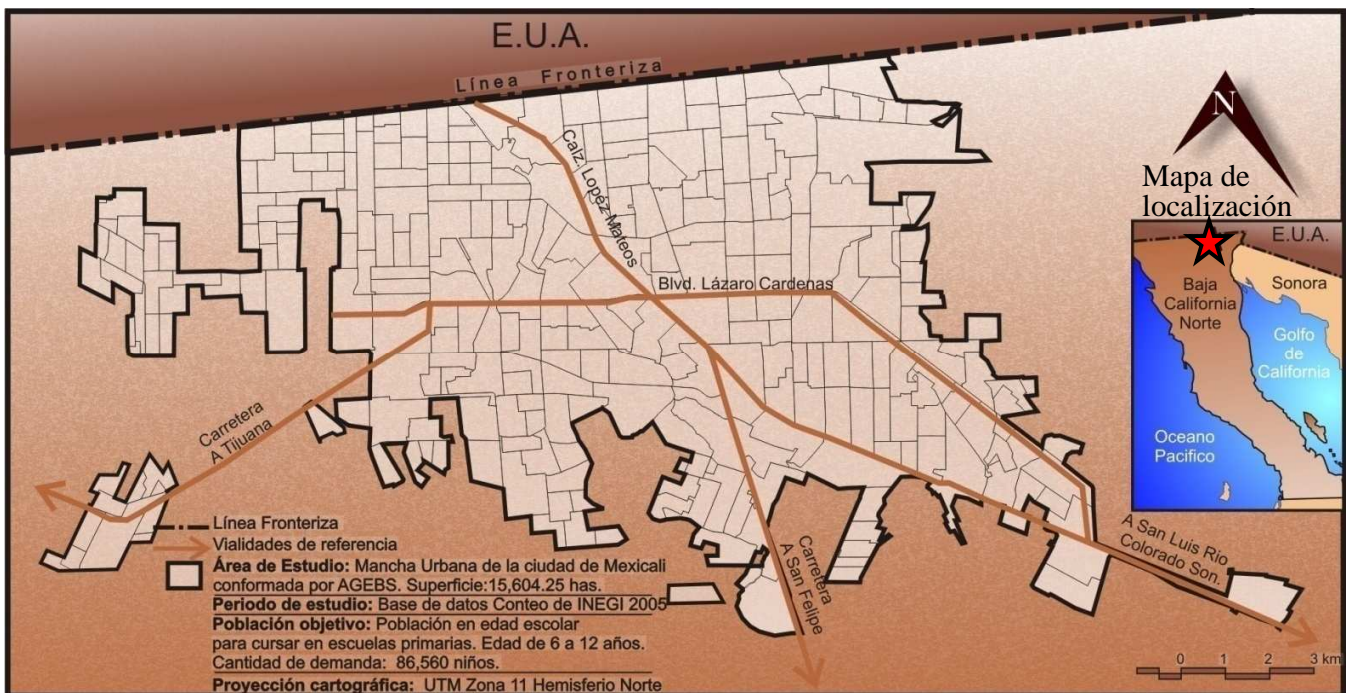 E.U.A.
Línea Fronteriza
Calz. Lopéz Mateos
Blvd. Lázaro Cardenas
Carretera
A Tijuana
Carretera
A San Felipe
A San Luis Rio
Colorado Son.
N
Mapa de
localización
E.U.A.
Baja
California
Norte
Sonora
Golfo
de
California
Oceano
Pacifico
Línea Fronteriza
Vialidades de referencia
Área de Estudio: Mancha Urbana de la ciudad de Mexicali
conformada por AGEBS. Superficie:15,604.25 has.
Periodo de estudio: Base de datos Conteo de INEGI 2005
Población objetivo: Población en edad escolar
para cursar en escuelas primarias. Edad de 6 a 12 años.
Cantidad de demanda: 86,560 niños.
Proyección cartográfica: UTM Zona 11 Hemisferio Norte
0 1 2 3 km